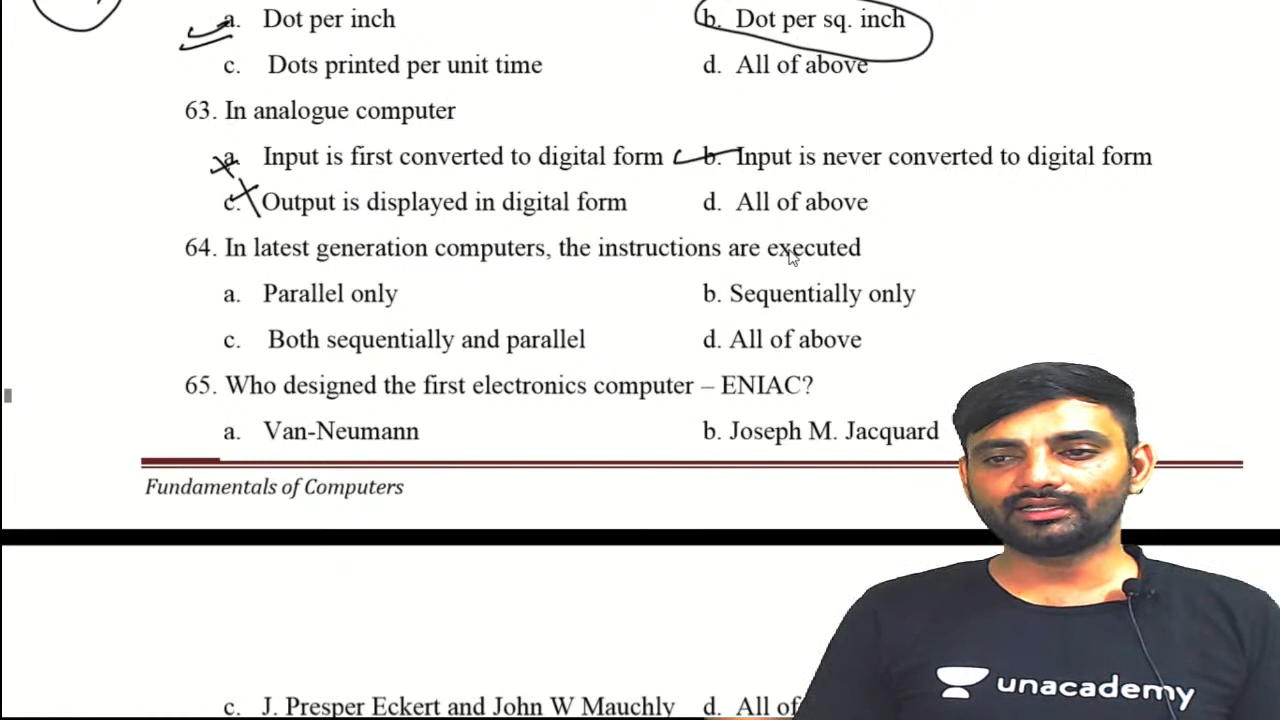 a. Dot per inch b. Dot per sq. inch
c. Dots printed per unit time d. All of above
63. In analogue computer
a. Input is first converted to digital form b. Input is never converted to digital form
c. Output is displayed in digital form d. All of above
64. In latest generation computers, the instructions are executed
a. Parallel only b. Sequentially only
c. Both sequentially and parallel d. All of above
65. Who designed the first electronics computer – ENIAC?
a. Van-Neumann b. Joseph M. Jacquard
Fundamentals of Computers
c. J. Presper Eckert and John W Mauchly d. All of
unacademy